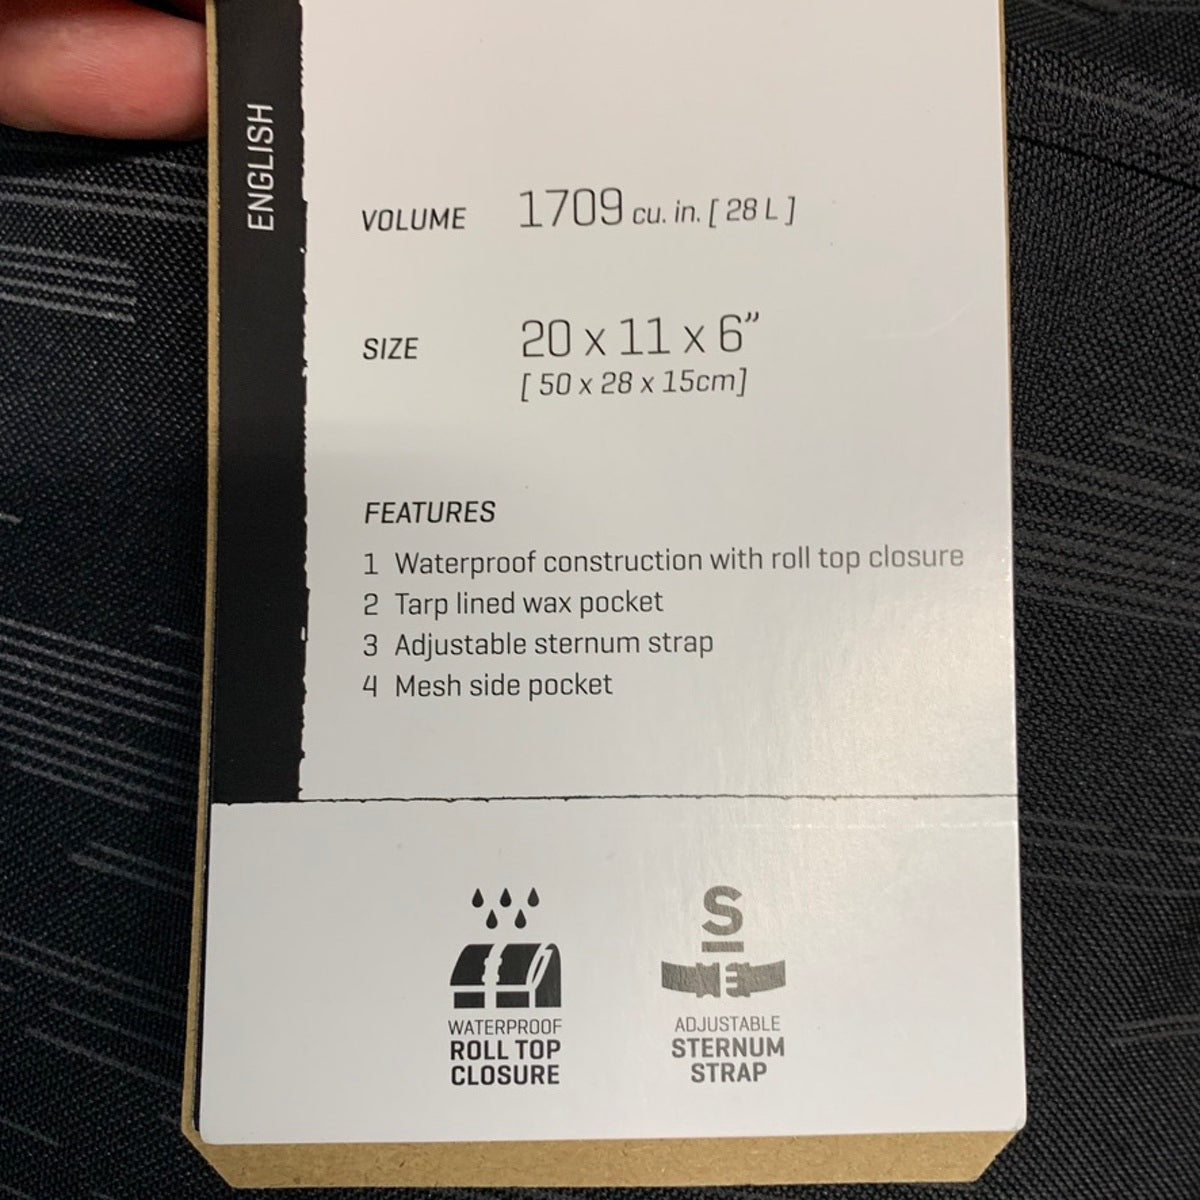 ENGLISH
VOLUME 1709 cu. in. [ 28 L ]
SIZE 20 x 11 x 6”
[ 50 x 28 x 15cm]
FEATURES
1 Waterproof construction with roll top closure
2 Tarp lined wax pocket
3 Adjustable sternum strap
4 Mesh side pocket
S
WATERPROOF
ROLL TOP
CLOSURE
ADJUSTABLE
STERNUM
STRAP